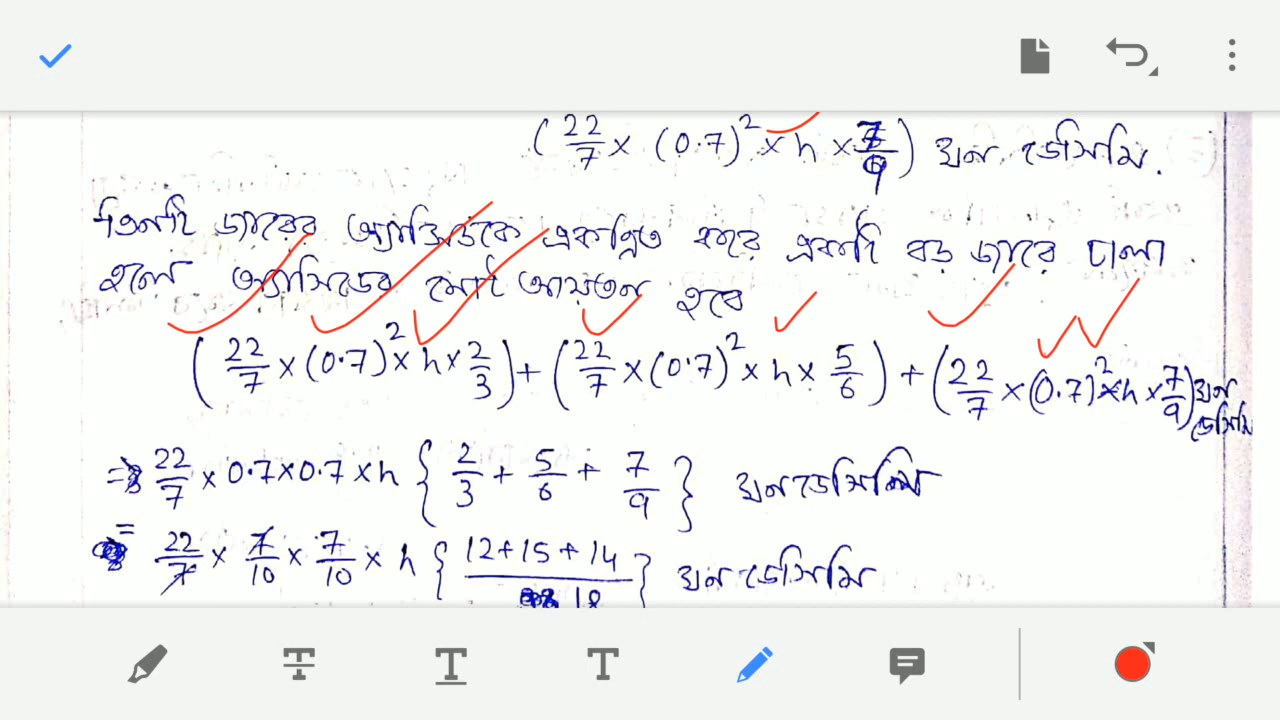 (22/7 × (0.7)² × h × 7/9) ঘন ডেসিমি.
তিনটি জারের অ্যাসিডকে একত্রিত করে একটি বড় জারে ঢালা
হলে অ্যাসিডের মোট আয়তন হবে
(22/7 × (0.7)² × h × 2/3) + (22/7 × (0.7)² × h × 5/6) + (22/7 × (0.7)² × h × 7/9) ঘন ডেসিমি
= 22/7 × 0.7 × 0.7 × h {2/3 + 5/6 + 7/9} ঘন ডেসিমি
= 22/7 × 7/10 × 7/10 × h {12+15+14/18} ঘন ডেসিমি
T T T